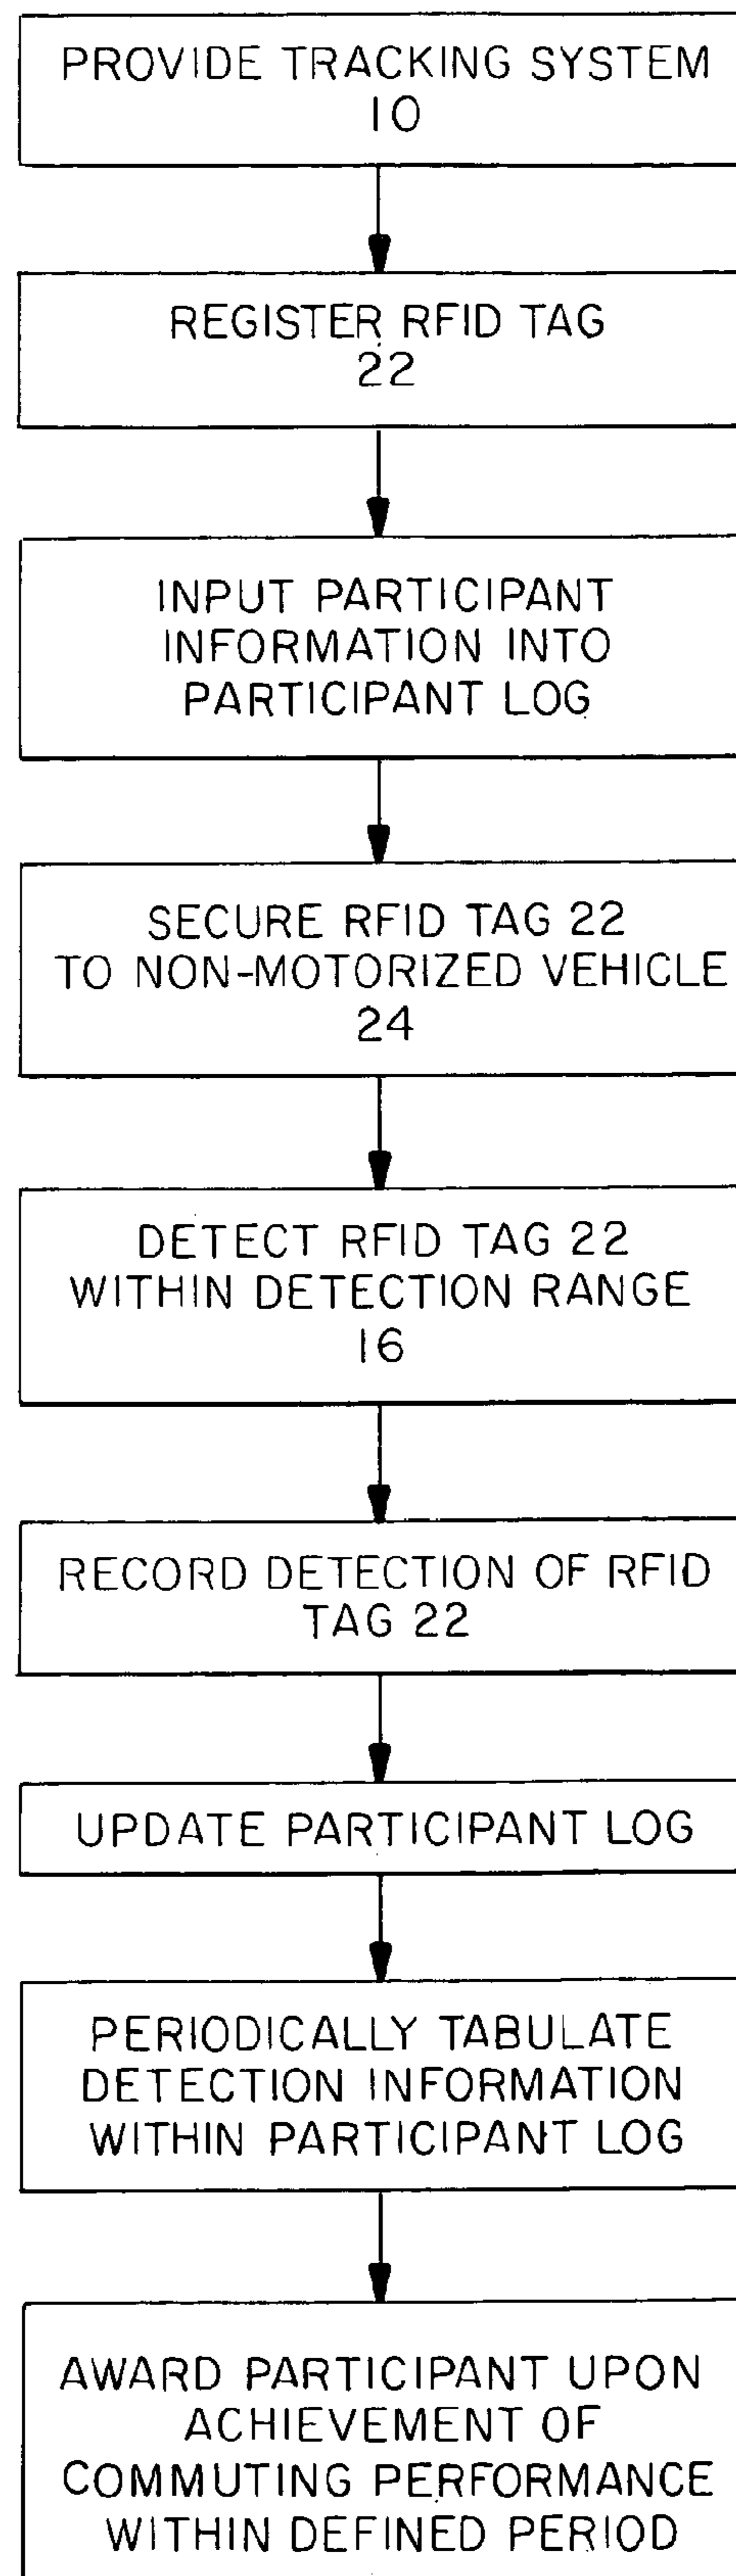 PROVIDE TRACKING SYSTEM
10
REGISTER RFID TAG
22
INPUT PARTICIPANT
INFORMATION INTO
PARTICIPANT LOG
SECURE RFID TAG 22
TO NON-MOTORIZED VEHICLE
24
DETECT RFID TAG 22
WITHIN DETECTION RANGE
16
RECORD DETECTION OF RFID
TAG 22
UPDATE PARTICIPANT LOG
PERIODICALLY TABULATE
DETECTION INFORMATION
WITHIN PARTICIPANT LOG
AWARD PARTICIPANT UPON
ACHIEVEMENT OF
COMMUTING PERFORMANCE
WITHIN DEFINED PERIOD